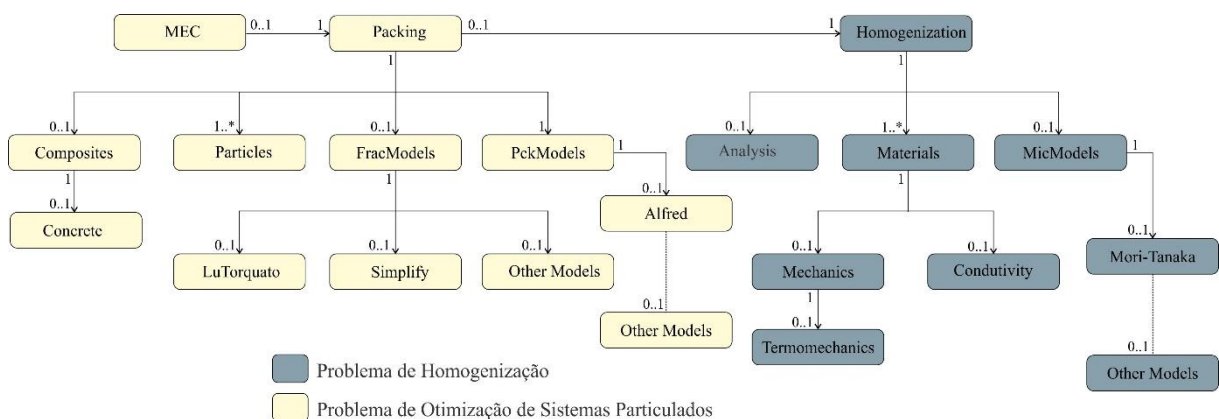 MEC 0..1 1 Packing 0..1 1 Homogenization
1 1
0..1 1..* 0..1 1 0..1 1..* 0..1
Composites Particles FracModels PckModels 1 Analysis Materials MicModels 1
1 1 0..1 1
0..1 Alfred
Concrete 0..1 0..1 0..1 0..1 0..1 0..1
LuTorquato Simplify Other Models Mechanics Condutivity Mori-Tanaka
0..1 1
Other Models 0..1
Termomechanics 0..1
Problema de Homogenização Other Models
Problema de Otimização de Sistemas Particulados